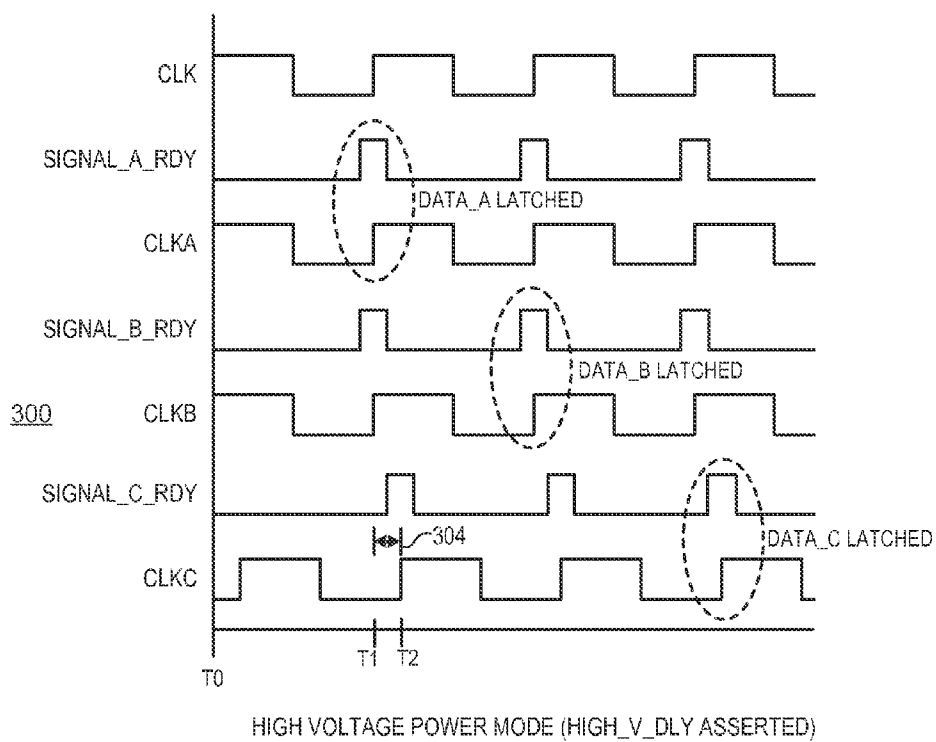 CLK
SIGNAL_A_RDY
DATA_A LATCHED
CLKA
SIGNAL_B_RDY
DATA_B LATCHED
300
CLKB
SIGNAL_C_RDY
304
DATA_C LATCHED
CLKC
T0
T1
T2
HIGH VOLTAGE POWER MODE (HIGH_V_DLY ASSERTED)